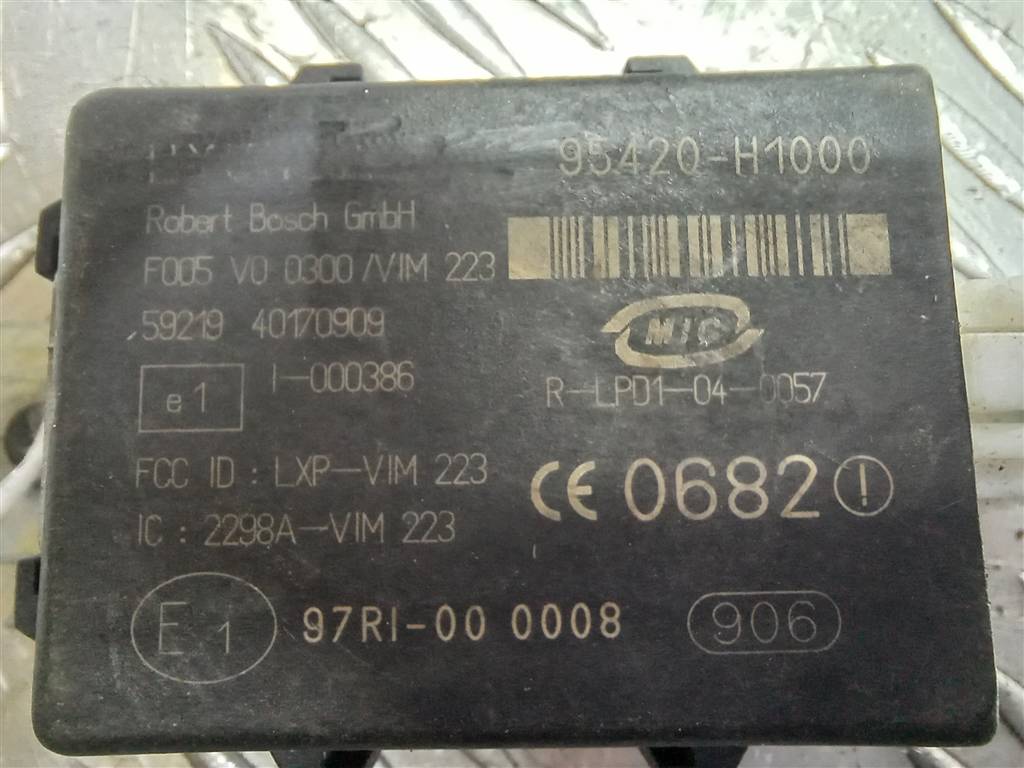 95420-H1000
Robert Bosch GmbH
F005 V0 0300/VIM 223
59219 40170909
MIC
e1 I-000386
R-LPD1-04-0057
FCC ID : LXP-VIM 223
IC : 2298A-VIM 223
CE 0682
E1 97RI-00 0008 906